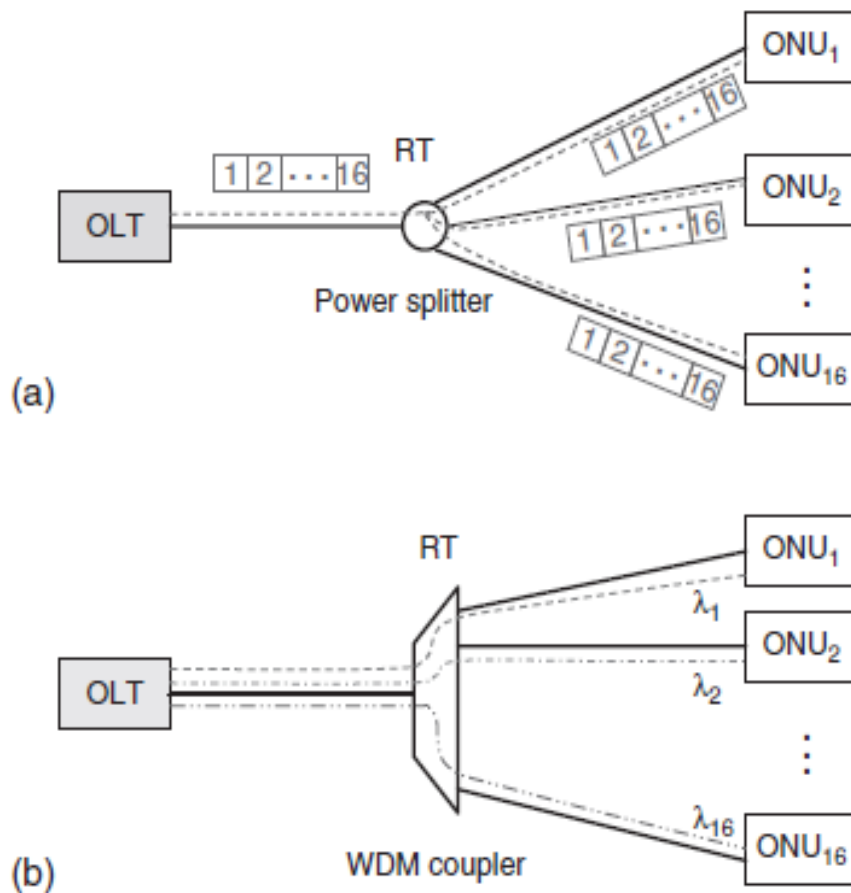 ONU₁
1 2 ... 16
RT
1 2 ... 16
OLT
ONU₂
1 2 ... 16
Power splitter
⋮
1 2 ... 16
ONU₁₆
(a)
RT
ONU₁
λ₁
ONU₂
OLT
λ₂
⋮
λ₁₆
ONU₁₆
WDM coupler
(b)